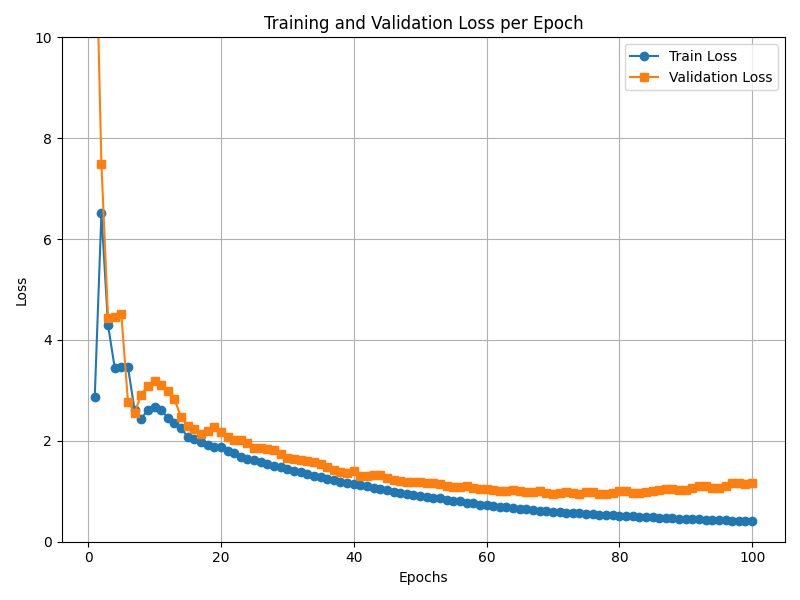 Training and Validation Loss per Epoch
10
8
6
4
2
0
Loss
Train Loss
Validation Loss
0 20 40 60 80 100
Epochs